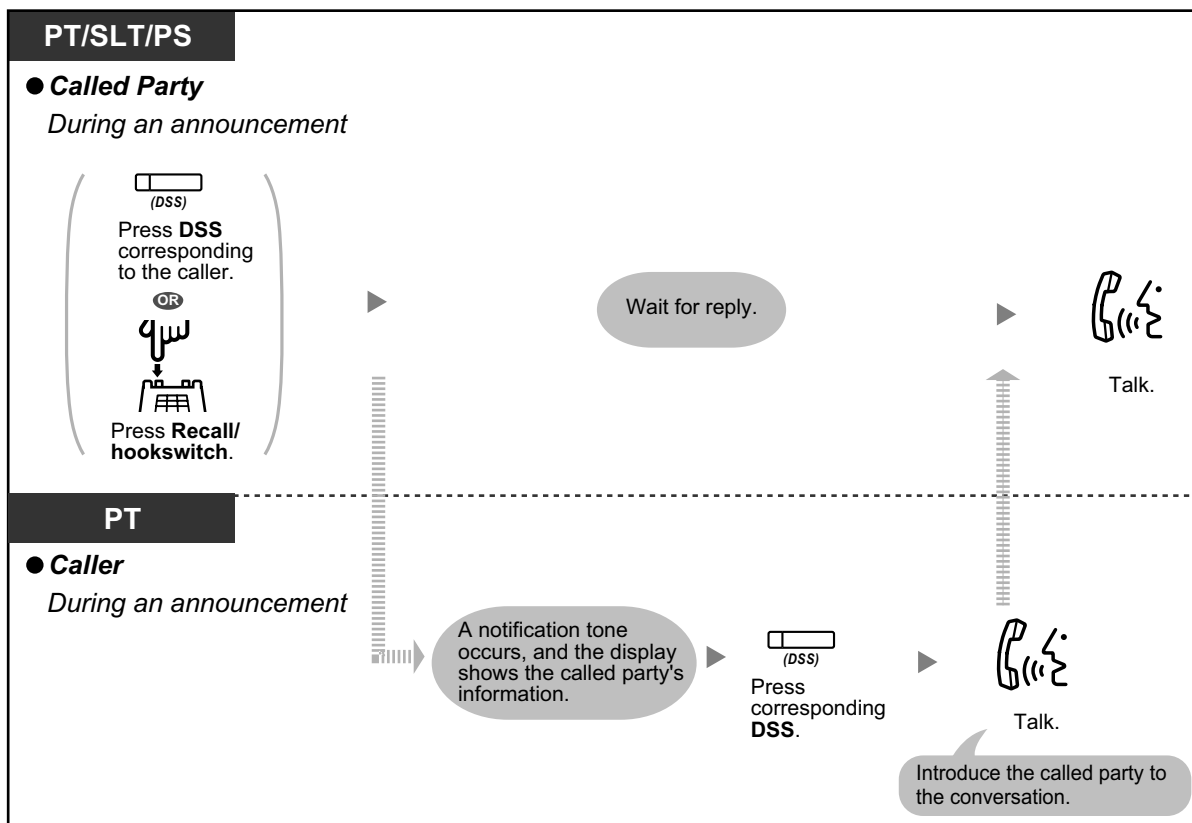 PT/SLT/PS
● Called Party
During an announcement
(DSS)
Press DSS
corresponding
to the caller.
OR
Press Recall/
hookswitch.
Wait for reply.
Talk.
PT
● Caller
During an announcement
A notification tone
occurs, and the display
shows the called party's
information.
(DSS)
Press
corresponding
DSS.
Talk.
Introduce the called party to
the conversation.